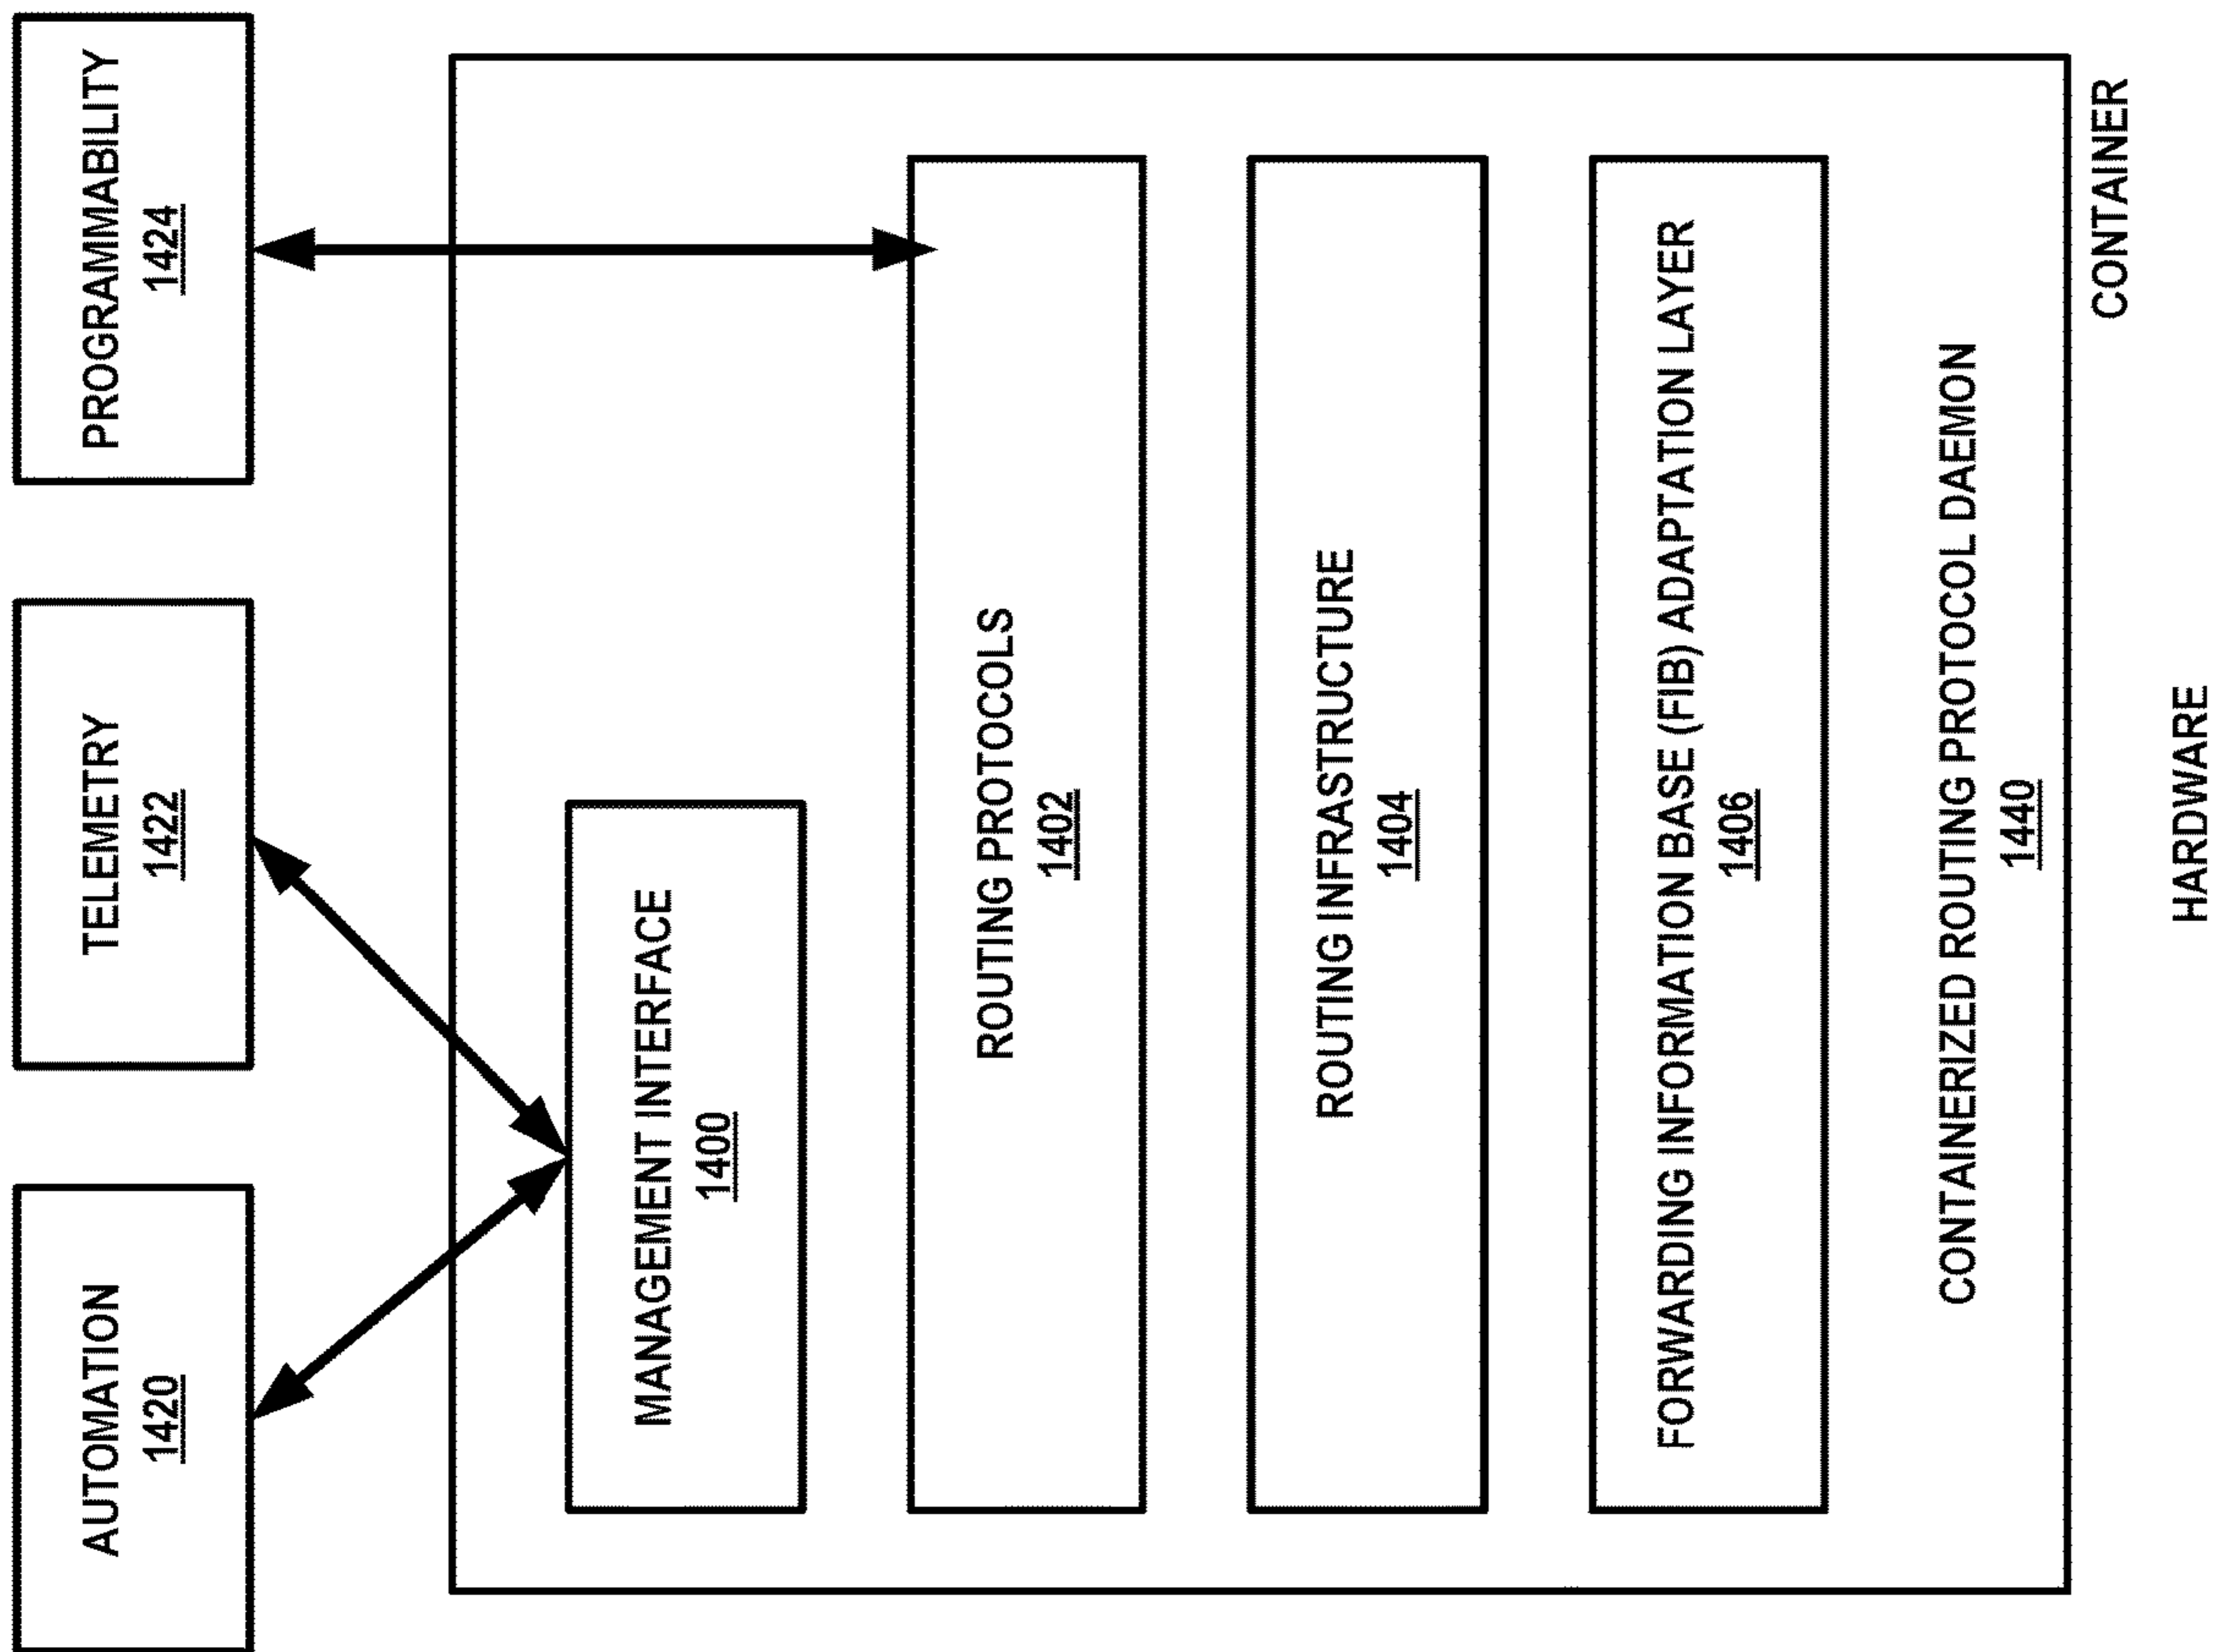 AUTOMATION
1420
TELEMETRY
1422
PROGRAMMABILITY
1424
MANAGEMENT INTERFACE
1400
ROUTING PROTOCOLS
1402
ROUTING INFRASTRUCTURE
1404
FORWARDING INFORMATION BASE (FIB) ADAPTATION LAYER
1406
CONTAINERIZED ROUTING PROTOCOL DAEMON
1440
CONTAINER
HARDWARE